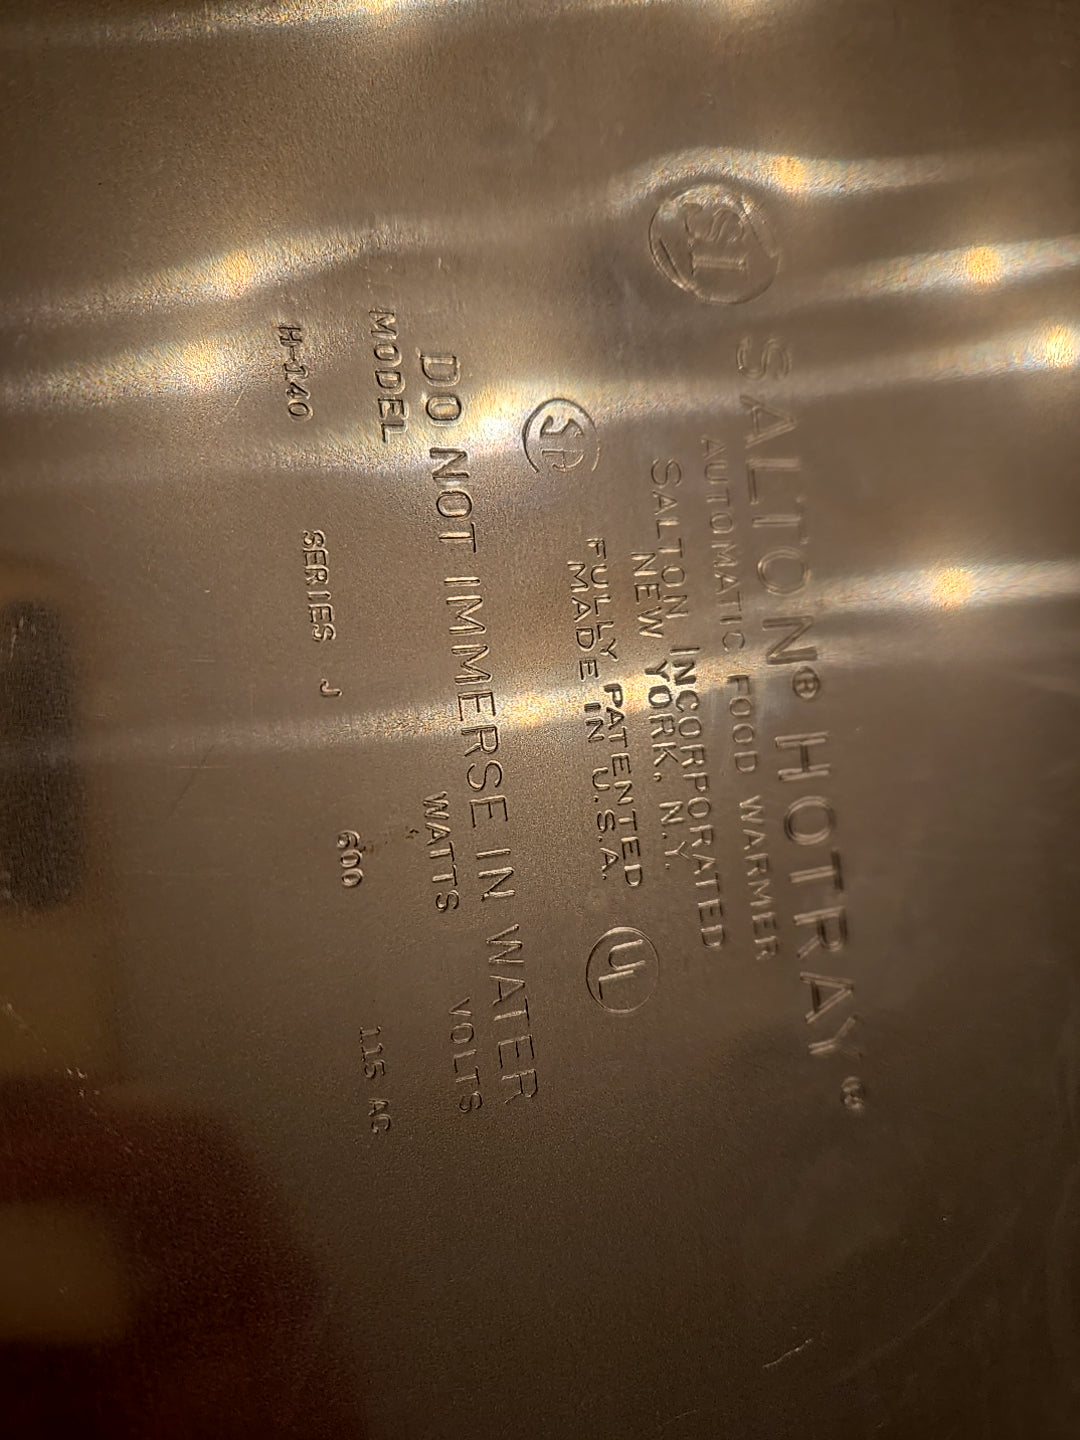 SALTON® HOTRAY®
AUTOMATIC FOOD WARMER
SALTON INCORPORATED
NEW YORK, N.Y.
FULLY PATENTED
MADE IN U.S.A.
UL
DO NOT IMMERSE IN WATER
MODEL WATTS VOLTS
H-140 SERIES J 600 115 AC